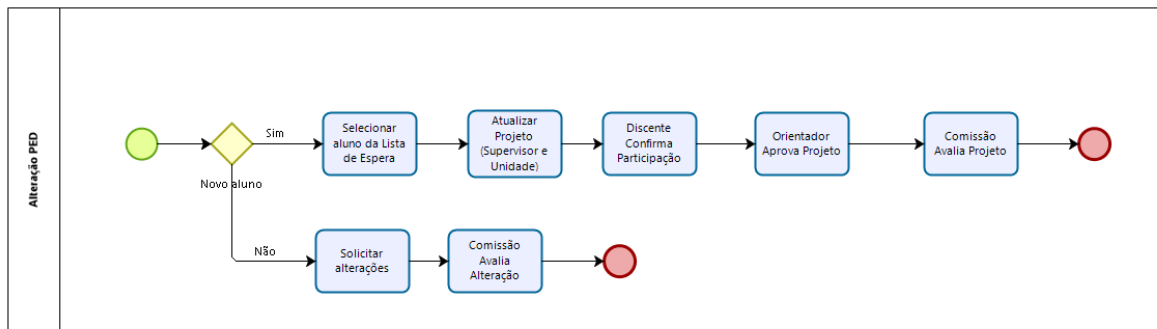 Alteração PED
Novo aluno
Sim
Selecionar
aluno da Lista
de Espera
Atualizar
Projeto
(Supervisor e
Unidade)
Discente
Confirma
Participação
Orientador
Aprova Projeto
Comissão
Avalia Projeto
Não
Solicitar
alterações
Comissão
Avalia
Alteração